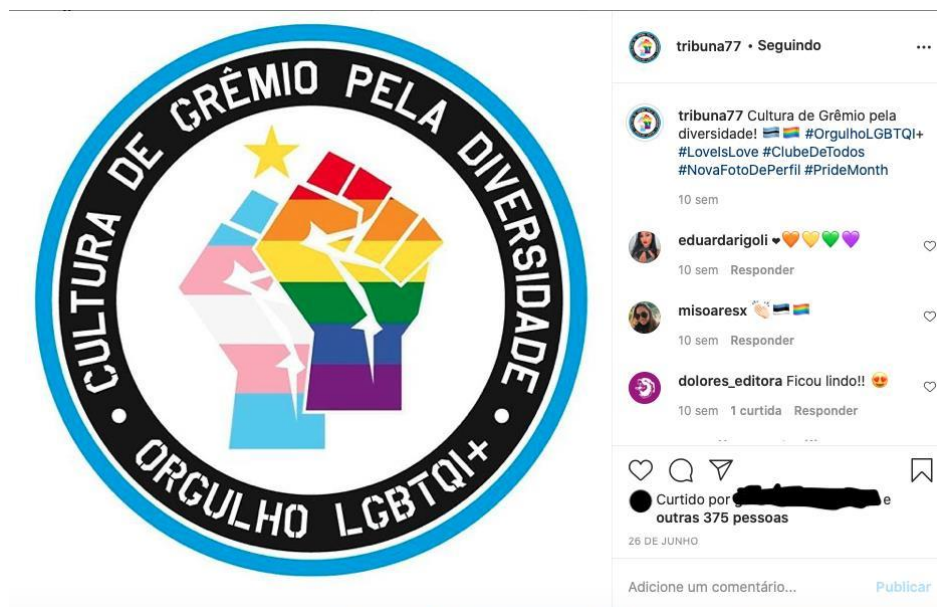 CULTURA DE GRÊMIO PELA DIVERSIDADE
• ORGULHO LGBTQI+ •
tribuna77 • Seguindo
tribuna77 Cultura de Grêmio pela
diversidade! #OrgulhoLGBTQI+
#LoveIsLove #ClubeDeTodos
#NovaFotoDePerfil #PrideMonth
10 sem
eduardarigoli
10 sem Responder
misoaresx
10 sem Responder
dolores_editora Ficou lindo!!
10 sem 1 curtida Responder
Curtido por e
outras 375 pessoas
26 DE JUNHO
Adicione um comentário... Publicar